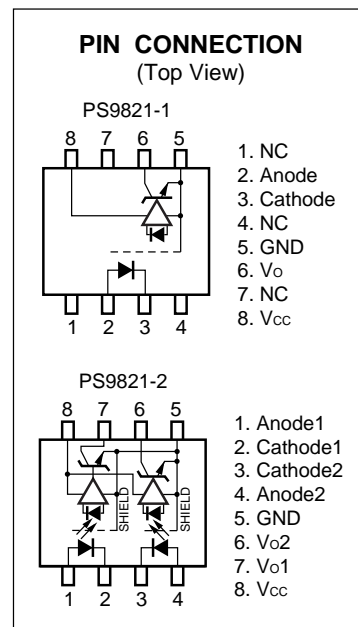 PIN CONNECTION
(Top View)
PS9821-1
8 7 6 5
1. NC
2. Anode
3. Cathode
4. NC
5. GND
6. VO
7. NC
8. VCC
1 2 3 4
PS9821-2
8 7 6 5
SHIELD SHIELD
1. Anode1
2. Cathode1
3. Cathode2
4. Anode2
5. GND
6. VO2
7. VO1
8. VCC
1 2 3 4